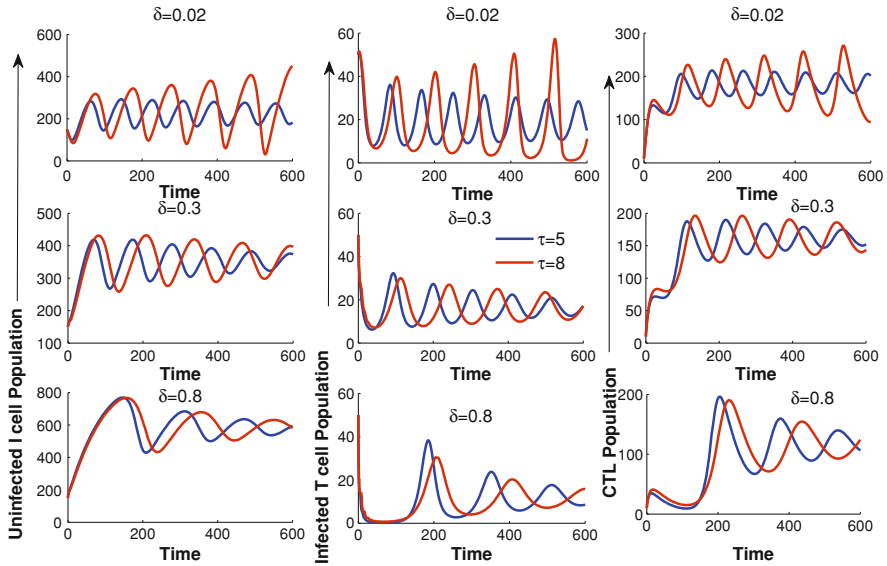 δ=0.02 δ=0.02 δ=0.02
600 60 300
400 40 200
200 20 100
0 0 0
0 200 400 600 0 200 400 600 0 200 400 600
Time Time Time
δ=0.3 δ=0.3 δ=0.3
500 60 200
400 40 150
300 τ=5 100
200 20 τ=8 50
100 0 0
0 200 400 600 0 200 400 600 0 200 400 600
Time Time Time
δ=0.8 δ=0.8 δ=0.8
800 60 200
600 40
400 100
200 20
0 0 0
0 200 400 600 0 200 400 600 0 200 400 600
Time Time Time
Uninfected I cell Population
Infected T cell Population
CTL Population